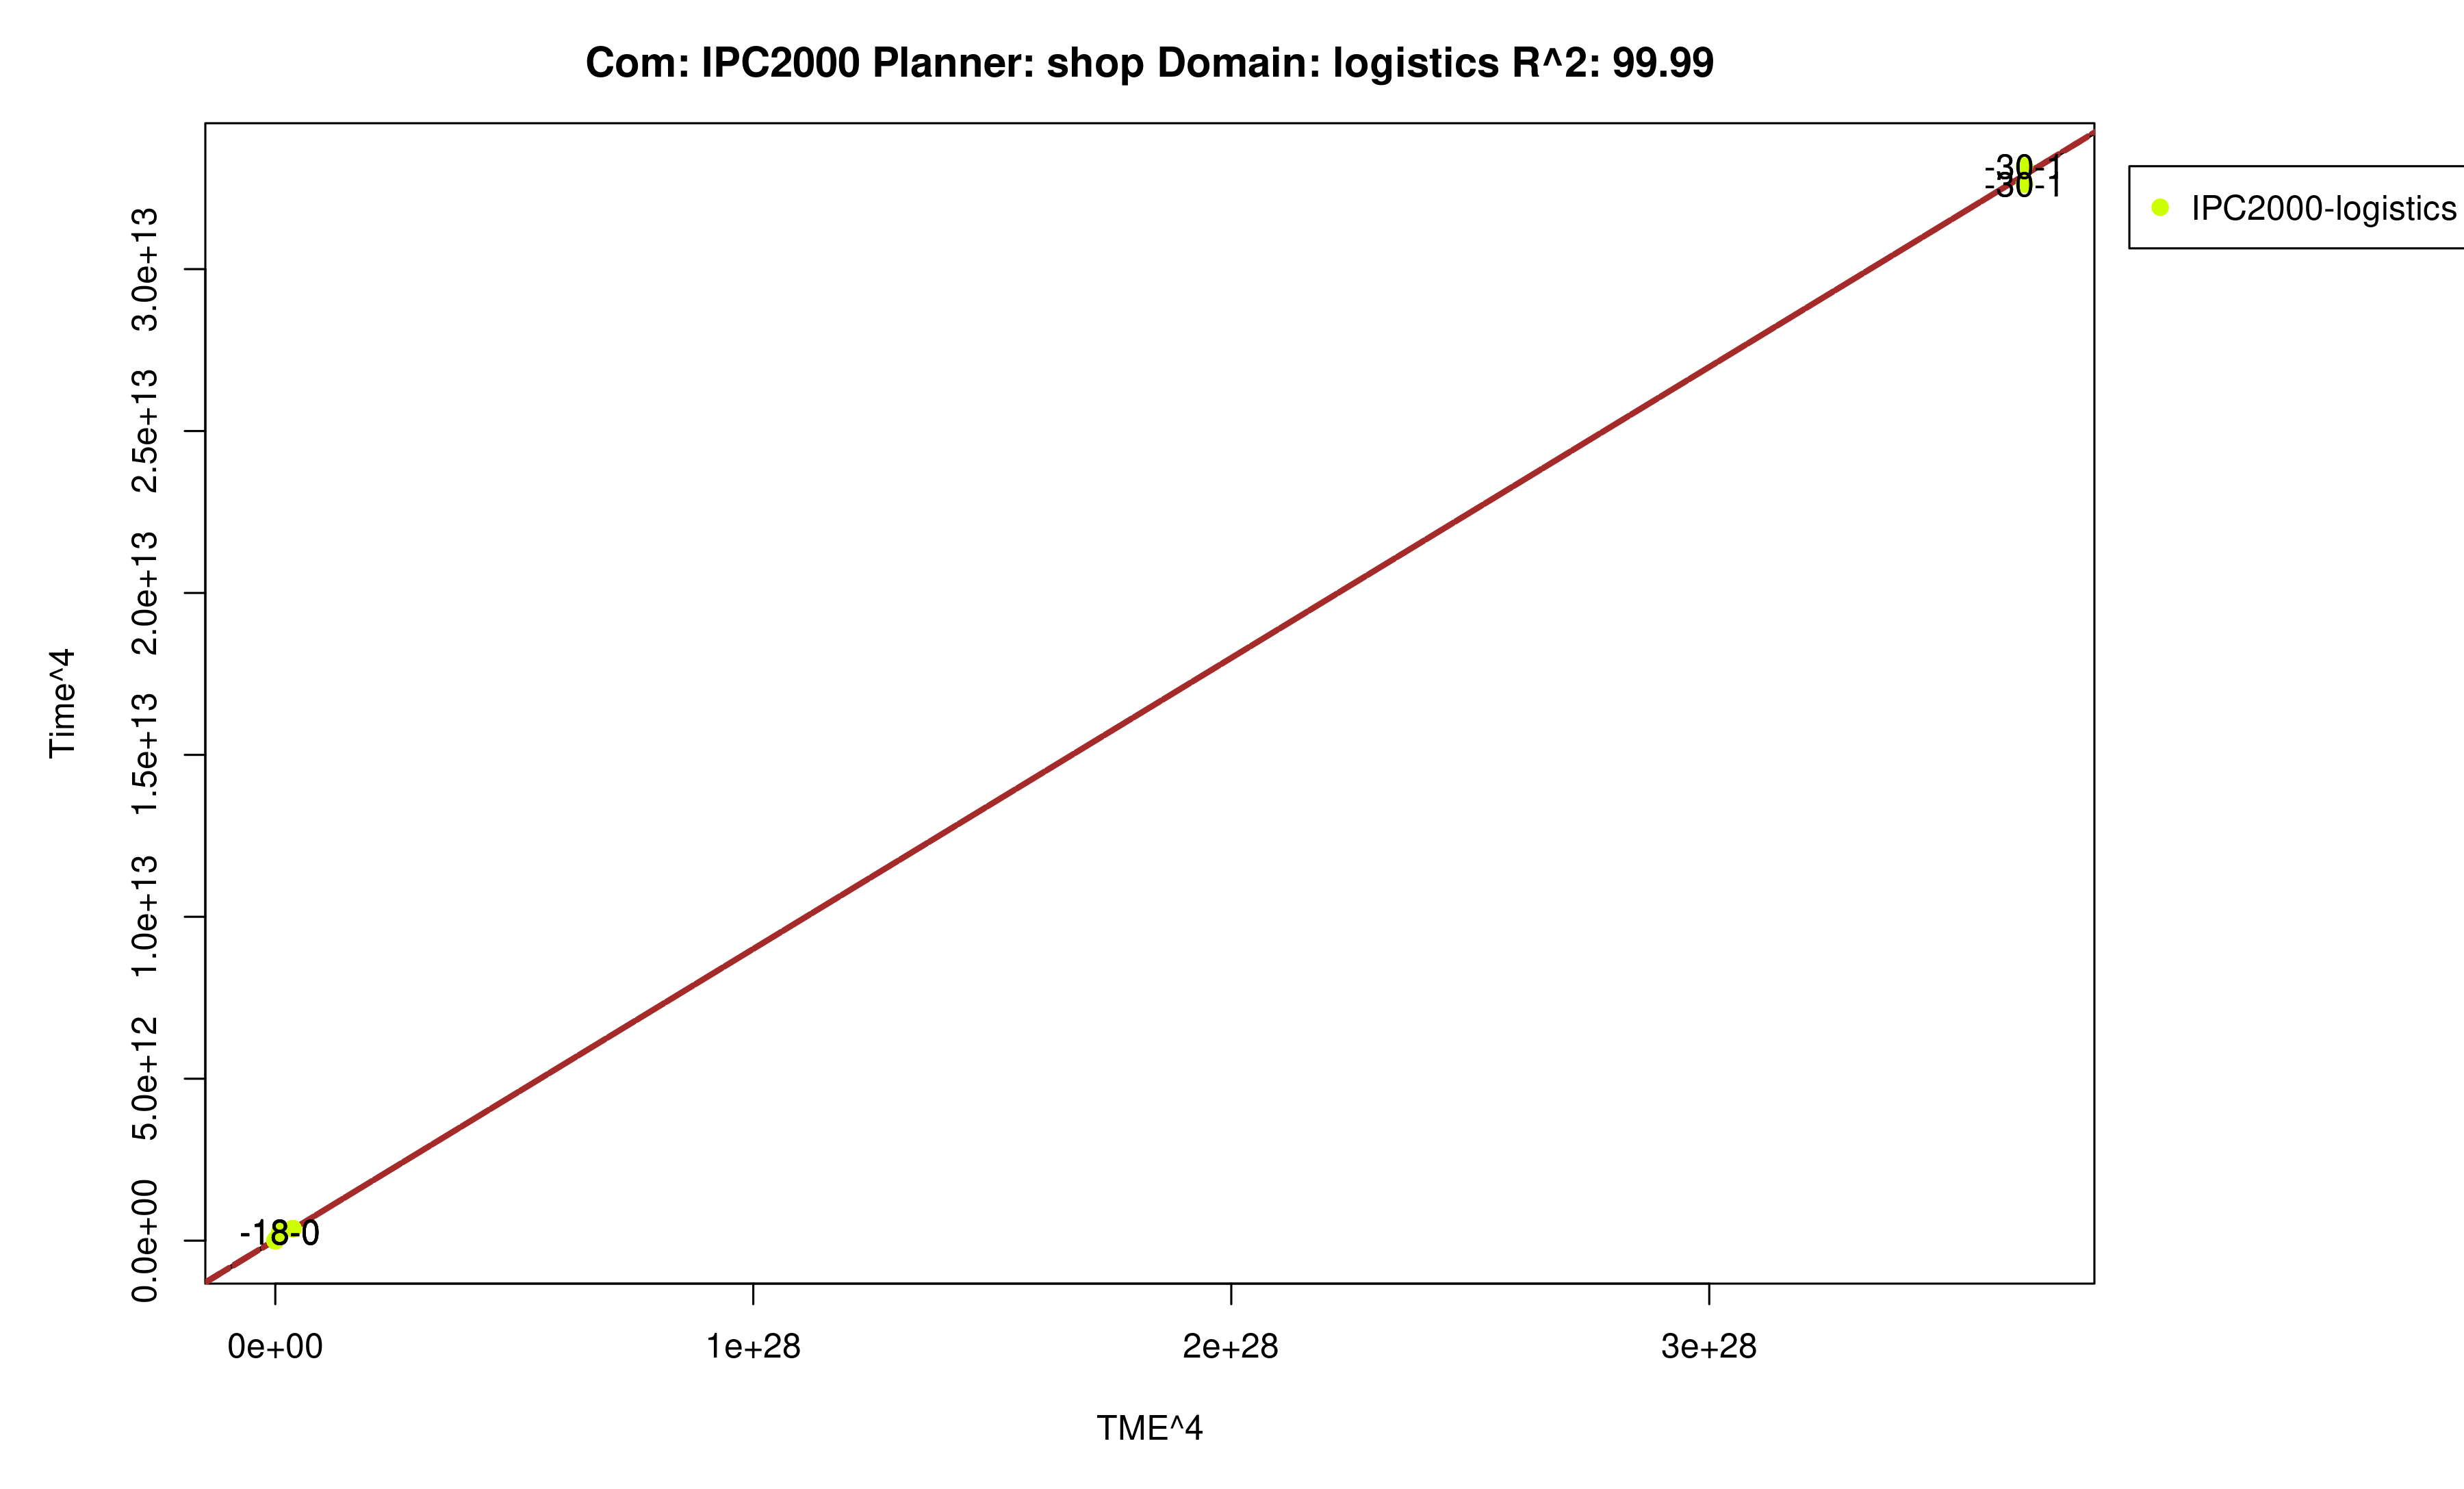 Com: IPC2000 Planner: shop Domain: logistics R^2: 99.99
-30-1
-30-1
IPC2000-logistics
3.0e+13
2.5e+13
2.0e+13
1.5e+13
1.0e+13
5.0e+12
0.0e+00
Time^4
-18-0
0e+00 1e+28 2e+28 3e+28
TME^4